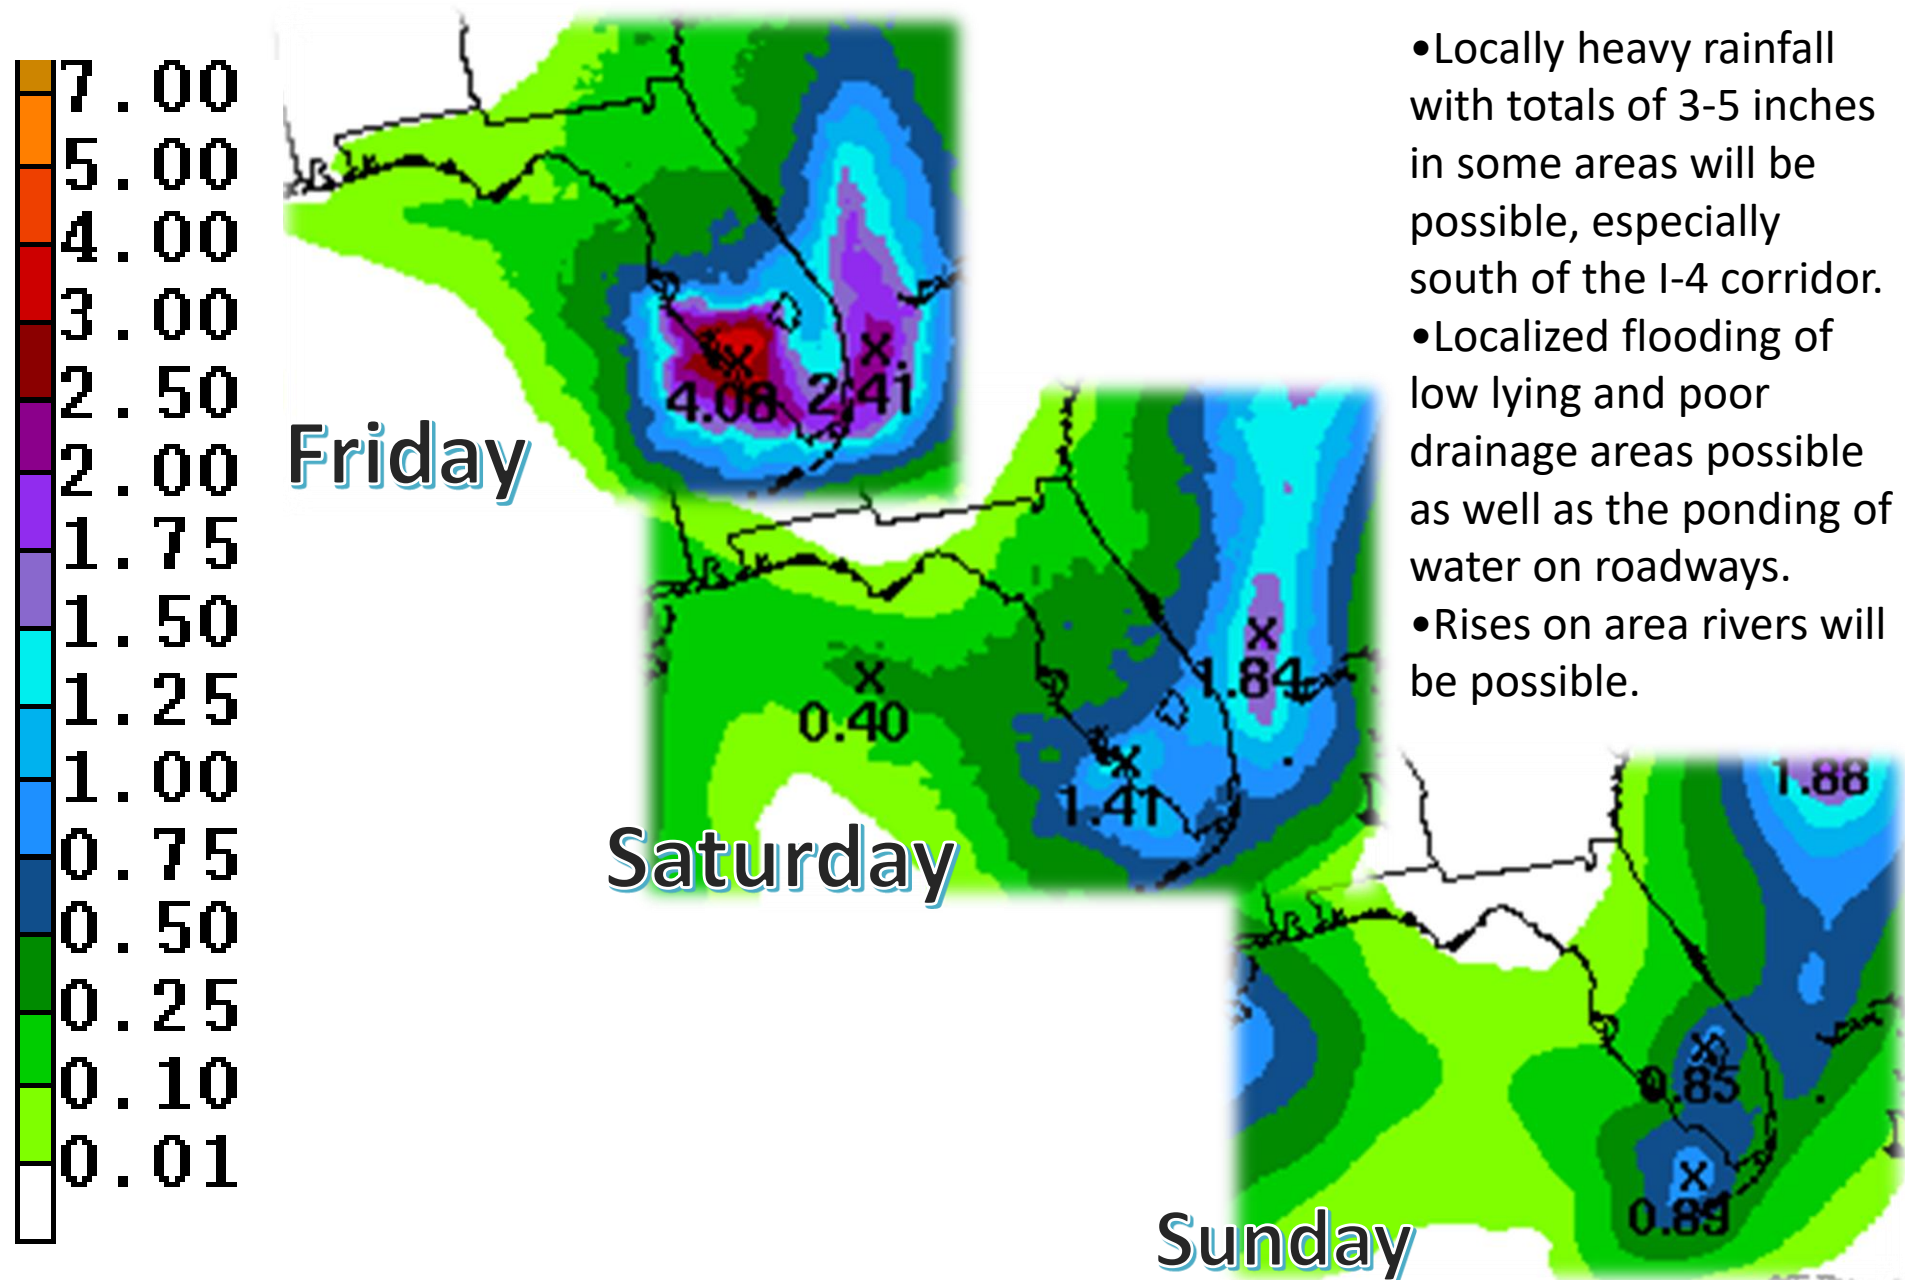 7.00
5.00
4.00
3.00
2.50
2.00
1.75
1.50
1.25
1.00
0.75
0.50
0.25
0.10
0.01
4.08
2.41
Friday
•Locally heavy rainfall
with totals of 3-5 inches
in some areas will be
possible, especially
south of the I-4 corridor.
•Localized flooding of
low lying and poor
drainage areas possible
as well as the ponding of
water on roadways.
•Rises on area rivers will
be possible.
X
X
X
1.84
X
0.40
X
1.41
Saturday
1.88
X
0.85
X
Sunday